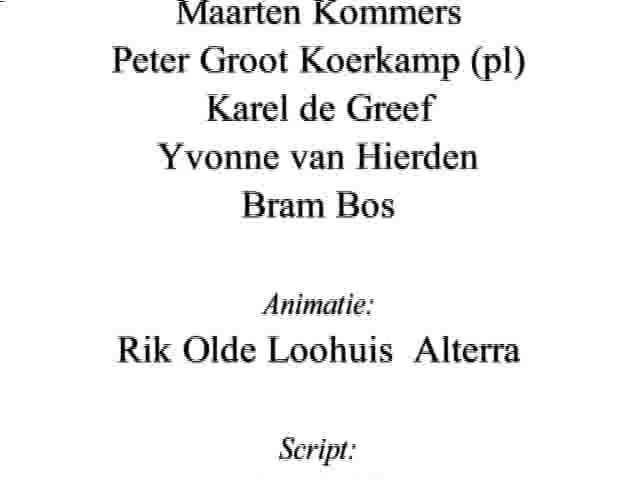 Maarten Kommers
Peter Groot Koerkamp (pl)
Karel de Greef
Yvonne van Hierden
Bram Bos
Animatie:
Rik Olde Loohuis  Alterra
Script: